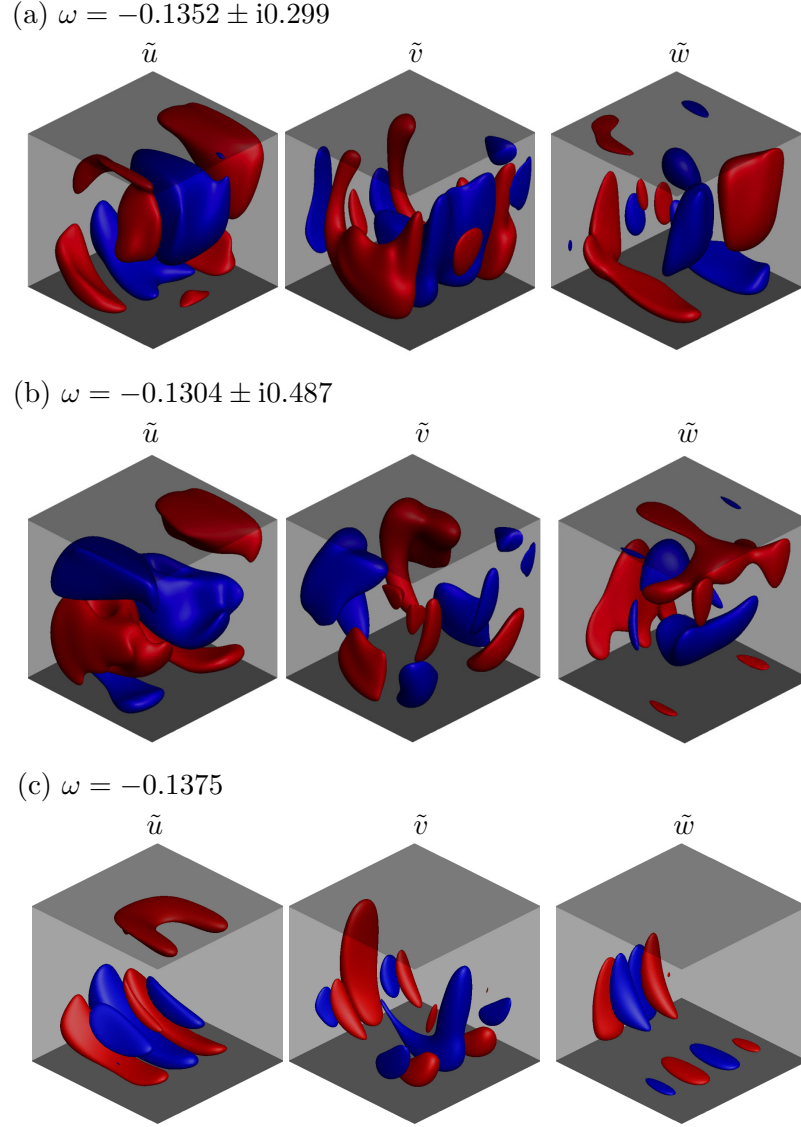 (a) ω = −0.1352 ± i0.299
ũ ṽ w̃
(b) ω = −0.1304 ± i0.487
ũ ṽ w̃
(c) ω = −0.1375
ũ ṽ w̃